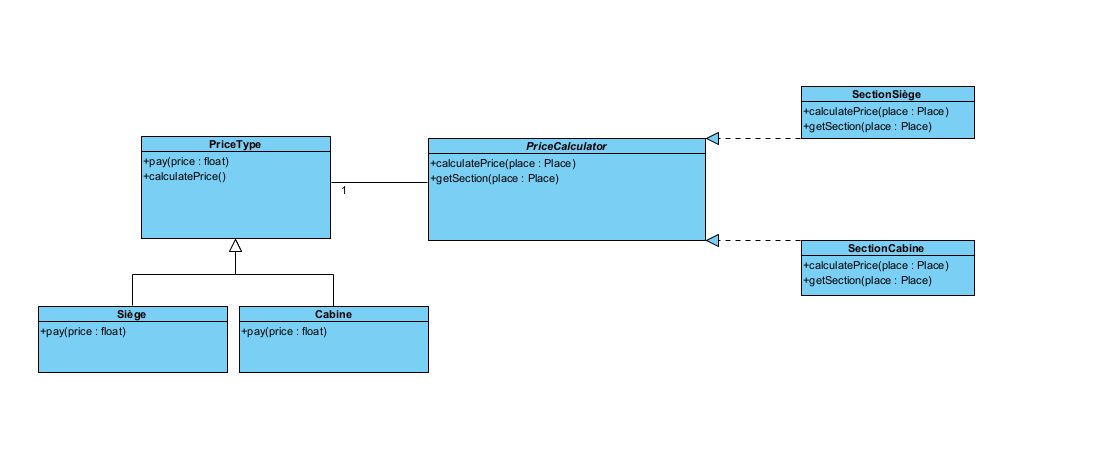 PriceType
+pay(price : float)
+calculatePrice()
1
PriceCalculator
+calculatePrice(place : Place)
+getSection(place : Place)
SectionSiège
+calculatePrice(place : Place)
+getSection(place : Place)
SectionCabine
+calculatePrice(place : Place)
+getSection(place : Place)
Siège
+pay(price : float)
Cabine
+pay(price : float)